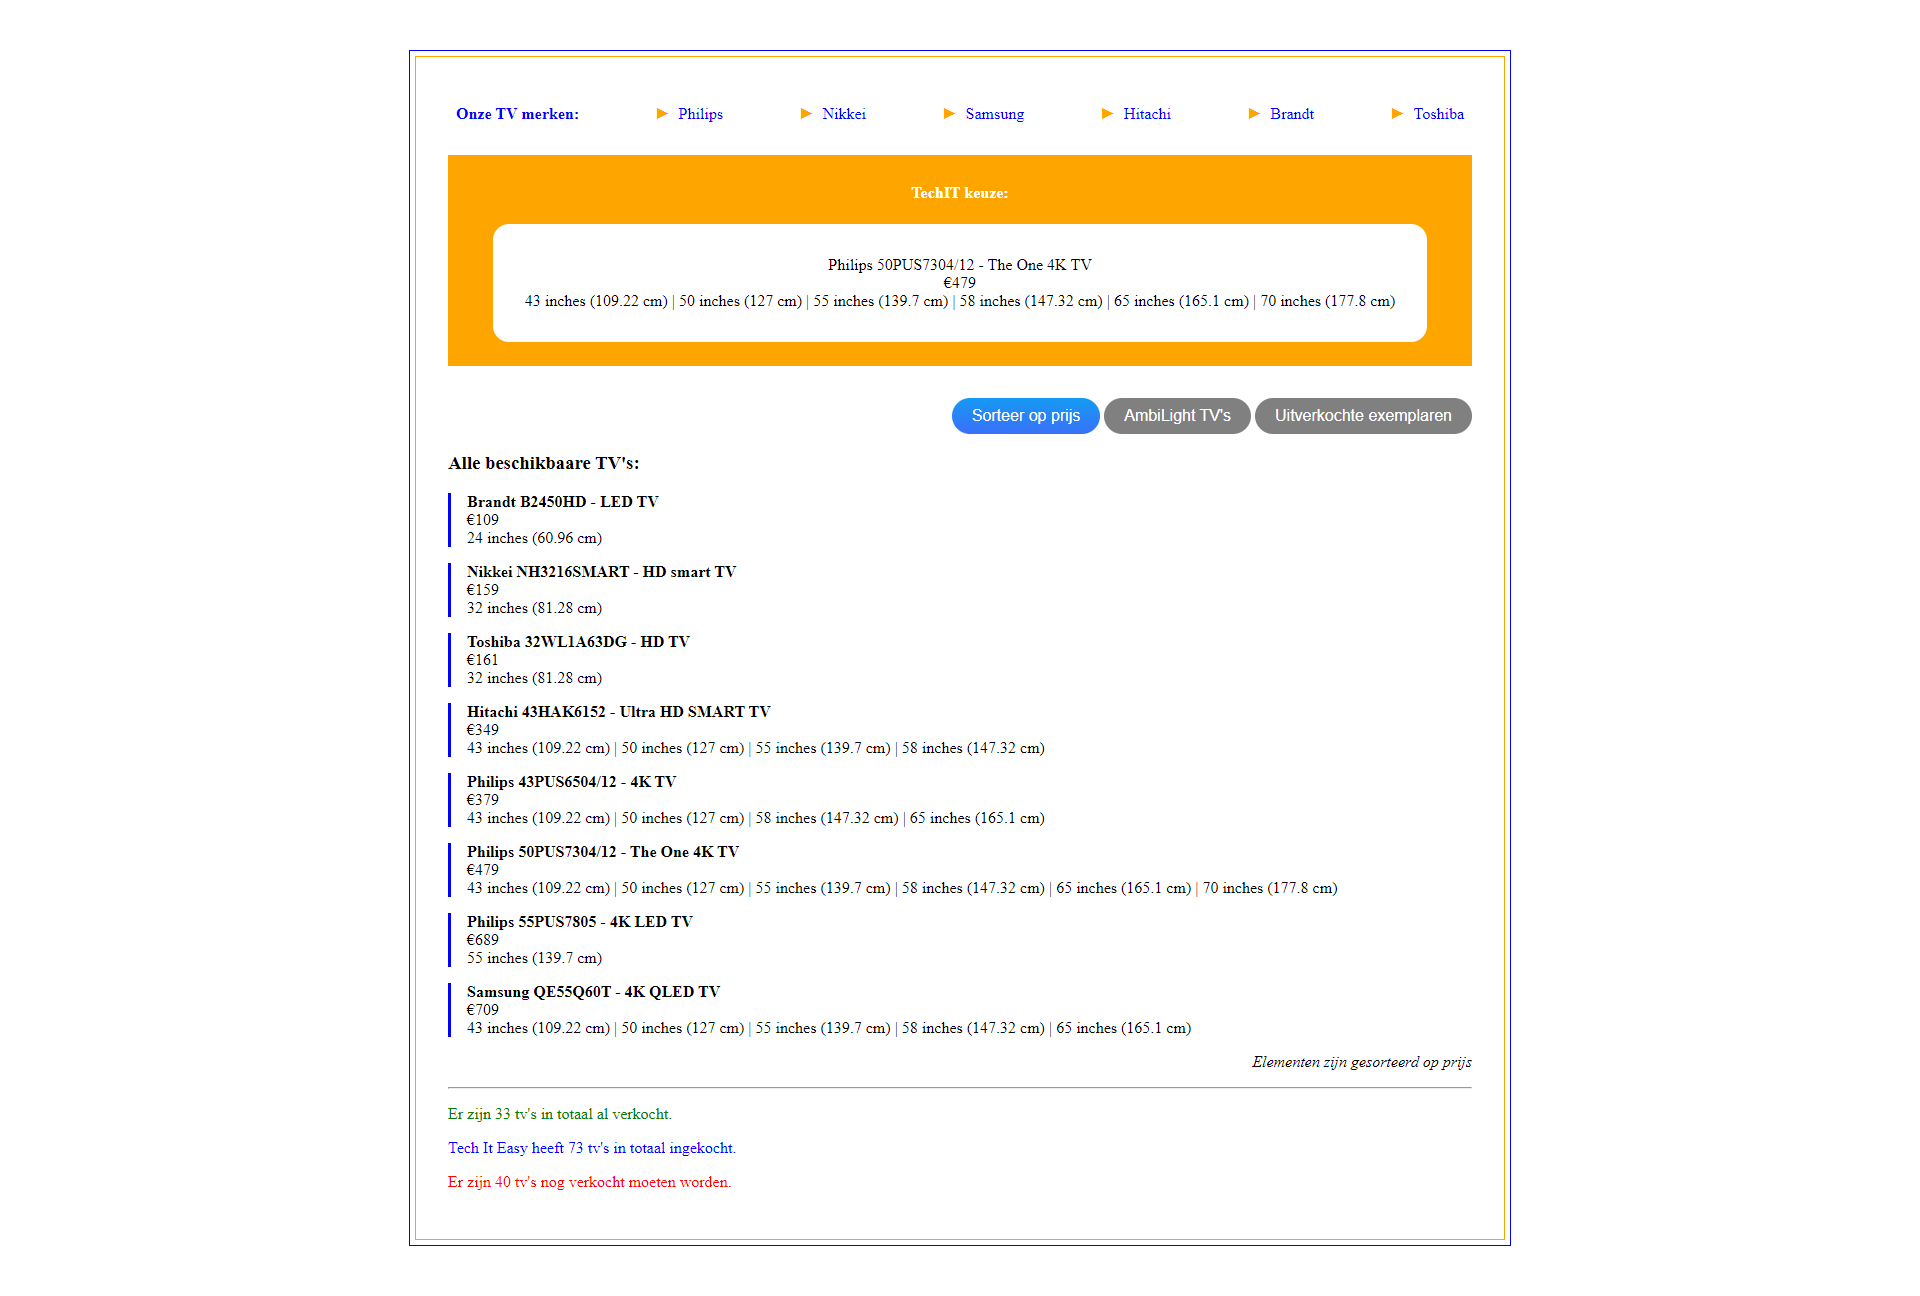 Onze TV merken: ► Philips ► Nikkei ► Samsung ► Hitachi ► Brandt ► Toshiba
TechIT keuze:
Philips 50PUS7304/12 - The One 4K TV
€479
43 inches (109.22 cm) | 50 inches (127 cm) | 55 inches (139.7 cm) | 58 inches (147.32 cm) | 65 inches (165.1 cm) | 70 inches (177.8 cm)
Sorteer op prijs AmbiLight TV's Uitverkochte exemplaren
Alle beschikbaare TV's:
Brandt B2450HD - LED TV
€109
24 inches (60.96 cm)
Nikkei NH3216SMART - HD smart TV
€159
32 inches (81.28 cm)
Toshiba 32WL1A63DG - HD TV
€161
32 inches (81.28 cm)
Hitachi 43HAK6152 - Ultra HD SMART TV
€349
43 inches (109.22 cm) | 50 inches (127 cm) | 55 inches (139.7 cm) | 58 inches (147.32 cm)
Philips 43PUS6504/12 - 4K TV
€379
43 inches (109.22 cm) | 50 inches (127 cm) | 58 inches (147.32 cm) | 65 inches (165.1 cm)
Philips 50PUS7304/12 - The One 4K TV
€479
43 inches (109.22 cm) | 50 inches (127 cm) | 55 inches (139.7 cm) | 58 inches (147.32 cm) | 65 inches (165.1 cm) | 70 inches (177.8 cm)
Philips 55PUS7805 - 4K LED TV
€689
55 inches (139.7 cm)
Samsung QE55Q60T - 4K QLED TV
€709
43 inches (109.22 cm) | 50 inches (127 cm) | 55 inches (139.7 cm) | 58 inches (147.32 cm) | 65 inches (165.1 cm)
Elementen zijn gesorteerd op prijs
Er zijn 33 tv's in totaal al verkocht.
Tech It Easy heeft 73 tv's in totaal ingekocht.
Er zijn 40 tv's nog verkocht moeten worden.